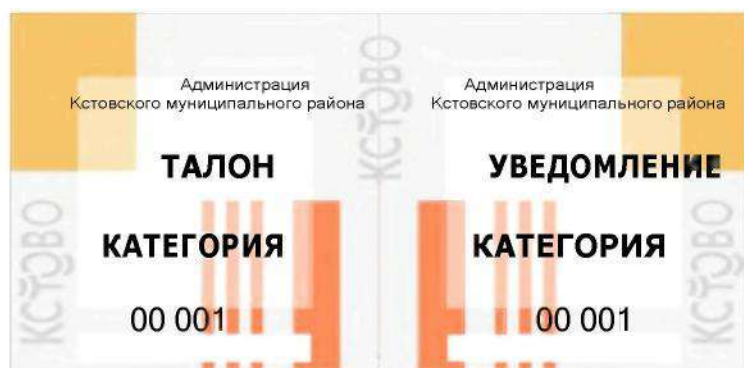 Администрация
Кстовского муниципального района
ТАЛОН
КАТЕГОРИЯ
00 001
КСТОВО
КСТОВО
Администрация
Кстовского муниципального района
УВЕДОМЛЕНИЕ
КАТЕГОРИЯ
00 001
КСТОВО